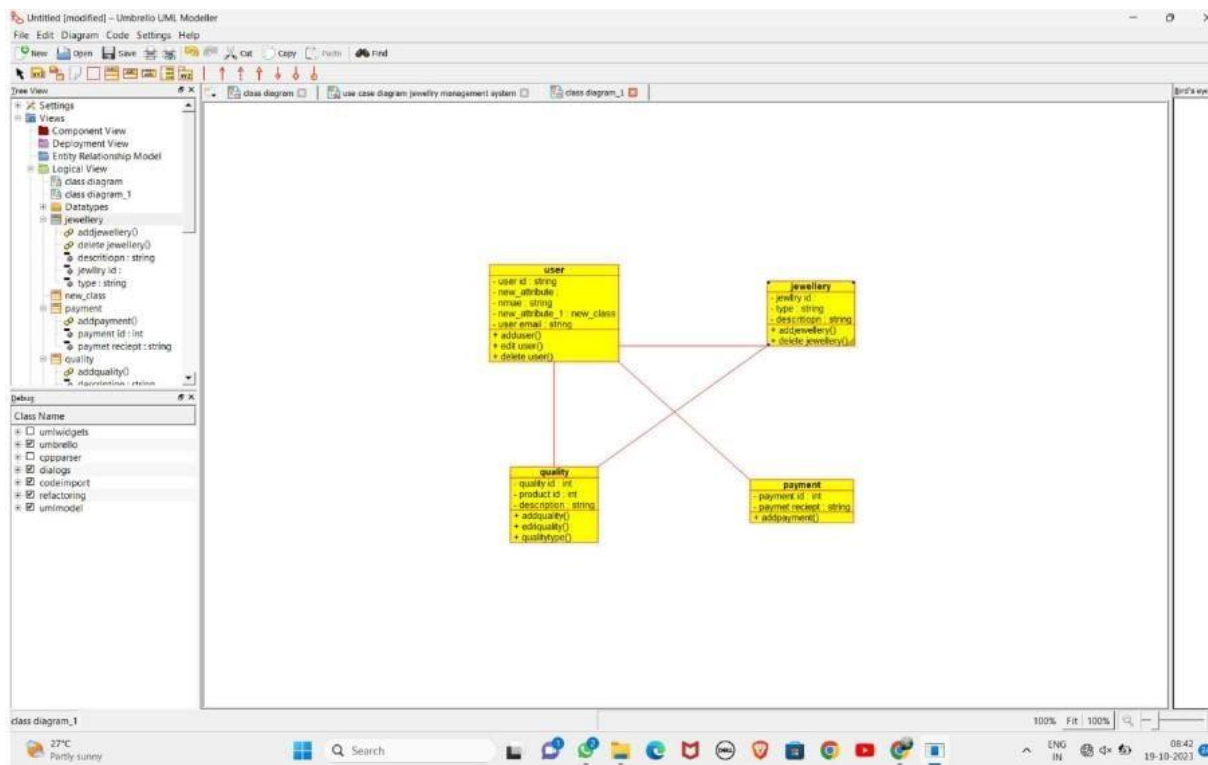 Untitled [modified] – Umbrello UML Modeller
File Edit Diagram Code Settings Help
New Open Save Cut Copy Paste Find
Tree View
class diagram
use case diagram jewellry management system
class diagram_1
Bird's eye
Settings
Views
Component View
Deployment View
Entity Relationship Model
Logical View
class diagram
class diagram_1
Datatypes
jewellery
addjewellery()
delete jewellery()
descritiopn : string
jewllry id :
type : string
new_class
payment
addpayment()
payment id : int
paymet reciept : string
quality
addquality()
description : string
Debug
Class Name
umlwidgets
umbrello
cppparser
dialogs
codeimport
refactoring
umlmodel
user
- user id : string
- new_attribute :
- nmae : string
- new_attribute_1 : new_class
- user email : string
+ adduser()
+ edit user()
+ delete user()
jewellery
- jewllry id :
- type : string
- descritiopn : string
+ addjewellery()
+ delete jewellery()
quality
- quality id : int
- product id : int
- description : string
+ addquality()
+ editquality()
+ qualitytype()
payment
- payment id : int
- paymet reciept : string
+ addpayment()
class diagram_1
100% Fit 100%
27°C
Partly sunny
Search
DELL
ENG
IN
08:42
19-10-2023